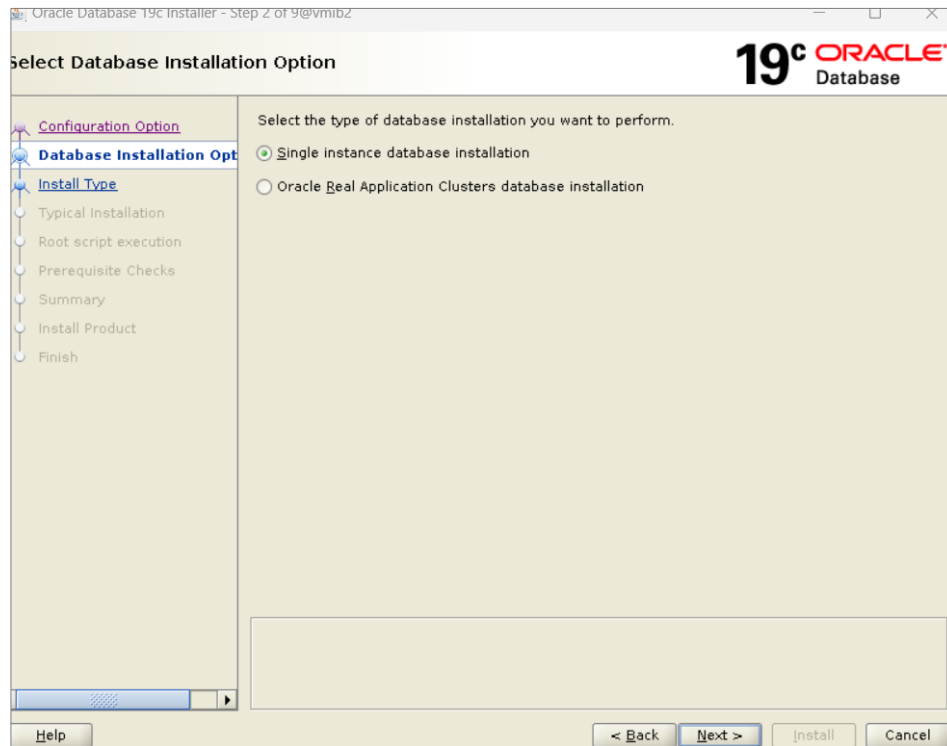 Oracle Database 19c Installer - Step 2 of 9@vmib2
Select Database Installation Option
19c ORACLE
Database
Configuration Option
Database Installation Opt
Install Type
Typical Installation
Root script execution
Prerequisite Checks
Summary
Install Product
Finish
Select the type of database installation you want to perform.
Single instance database installation
Oracle Real Application Clusters database installation
Help
< Back
Next >
Install
Cancel